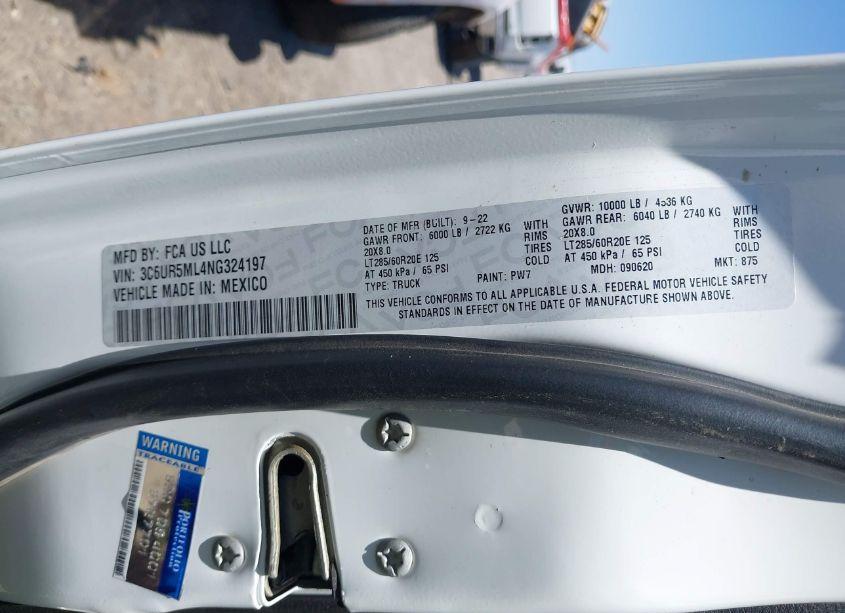 MFD BY: FCA US LLC
VIN: 3C6UR5ML4NG324197
VEHICLE MADE IN: MEXICO
DATE OF MFR (BUILT): 9-22
GAWR FRONT: 6000 LB / 2722 KG WITH
20X8.0 RIMS
LT285/60R20E 125 TIRES
AT 450 kPa / 65 PSI COLD
TYPE: TRUCK PAINT: PW7
GVWR: 10000 LB / 4536 KG
GAWR REAR: 6040 LB / 2740 KG WITH
20X8.0 RIMS
LT285/60R20E 125 TIRES
AT 450 kPa / 65 PSI COLD
MDH: 090620 MKT: 875
THIS VEHICLE CONFORMS TO ALL APPLICABLE U.S.A. FEDERAL MOTOR VEHICLE SAFETY
STANDARDS IN EFFECT ON THE DATE OF MANUFACTURE SHOWN ABOVE.
WARNING
TRACEABLE
PORTFOLIO
Protection